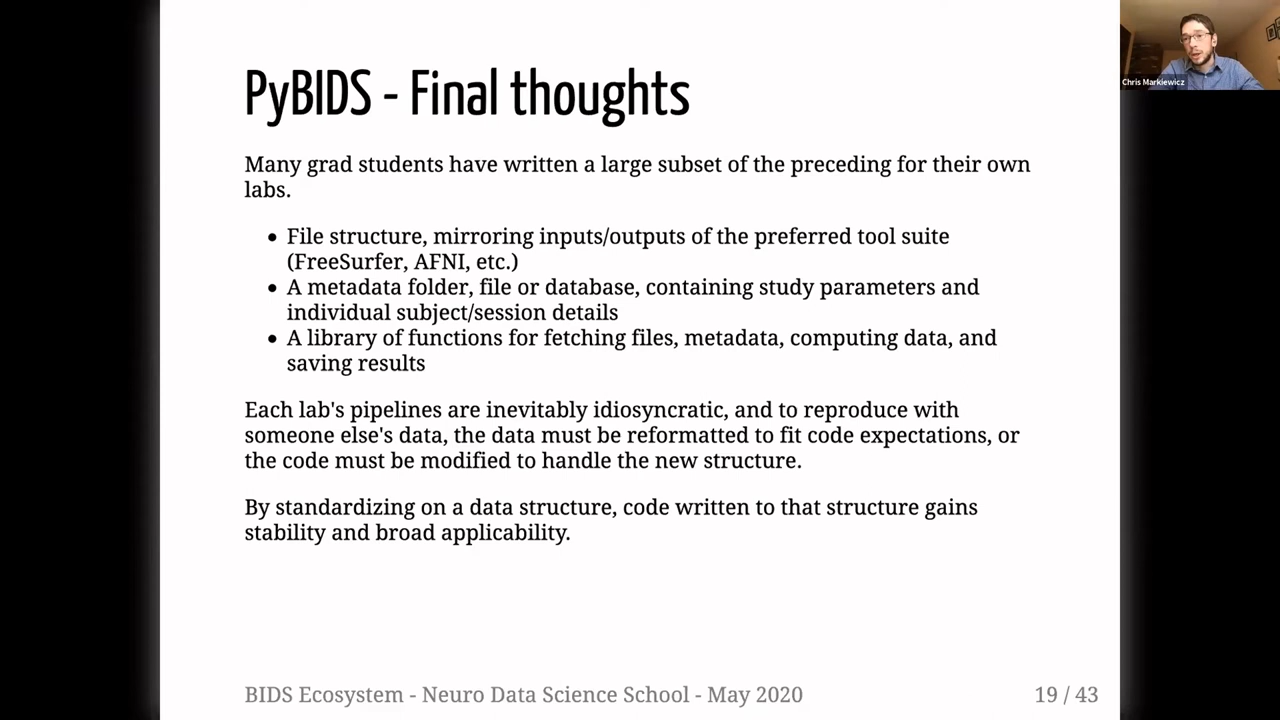 PyBIDS - Final thoughts
Chris Markiewicz
Many grad students have written a large subset of the preceding for their own
labs.
• File structure, mirroring inputs/outputs of the preferred tool suite
(FreeSurfer, AFNI, etc.)
• A metadata folder, file or database, containing study parameters and
individual subject/session details
• A library of functions for fetching files, metadata, computing data, and
saving results
Each lab's pipelines are inevitably idiosyncratic, and to reproduce with
someone else's data, the data must be reformatted to fit code expectations, or
the code must be modified to handle the new structure.
By standardizing on a data structure, code written to that structure gains
stability and broad applicability.
BIDS Ecosystem - Neuro Data Science School - May 2020
19 / 43